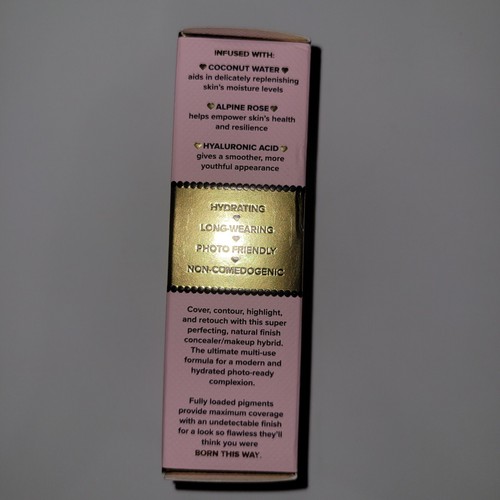 INFUSED WITH:
COCONUT WATER
aids in delicately replenishing
skin's moisture levels
ALPINE ROSE
helps empower skin's health
and resilience
HYALURONIC ACID
gives a smoother, more
youthful appearance
HYDRATING
LONG-WEARING
PHOTO FRIENDLY
NON-COMEDOGENIC
Cover, contour, highlight,
and retouch with this super
perfecting, natural finish
concealer/makeup hybrid.
The ultimate multi-use
formula for a modern and
hydrated photo-ready
complexion.
Fully loaded pigments
provide maximum coverage
with an undetectable finish
for a look so flawless they'll
think you were
BORN THIS WAY.